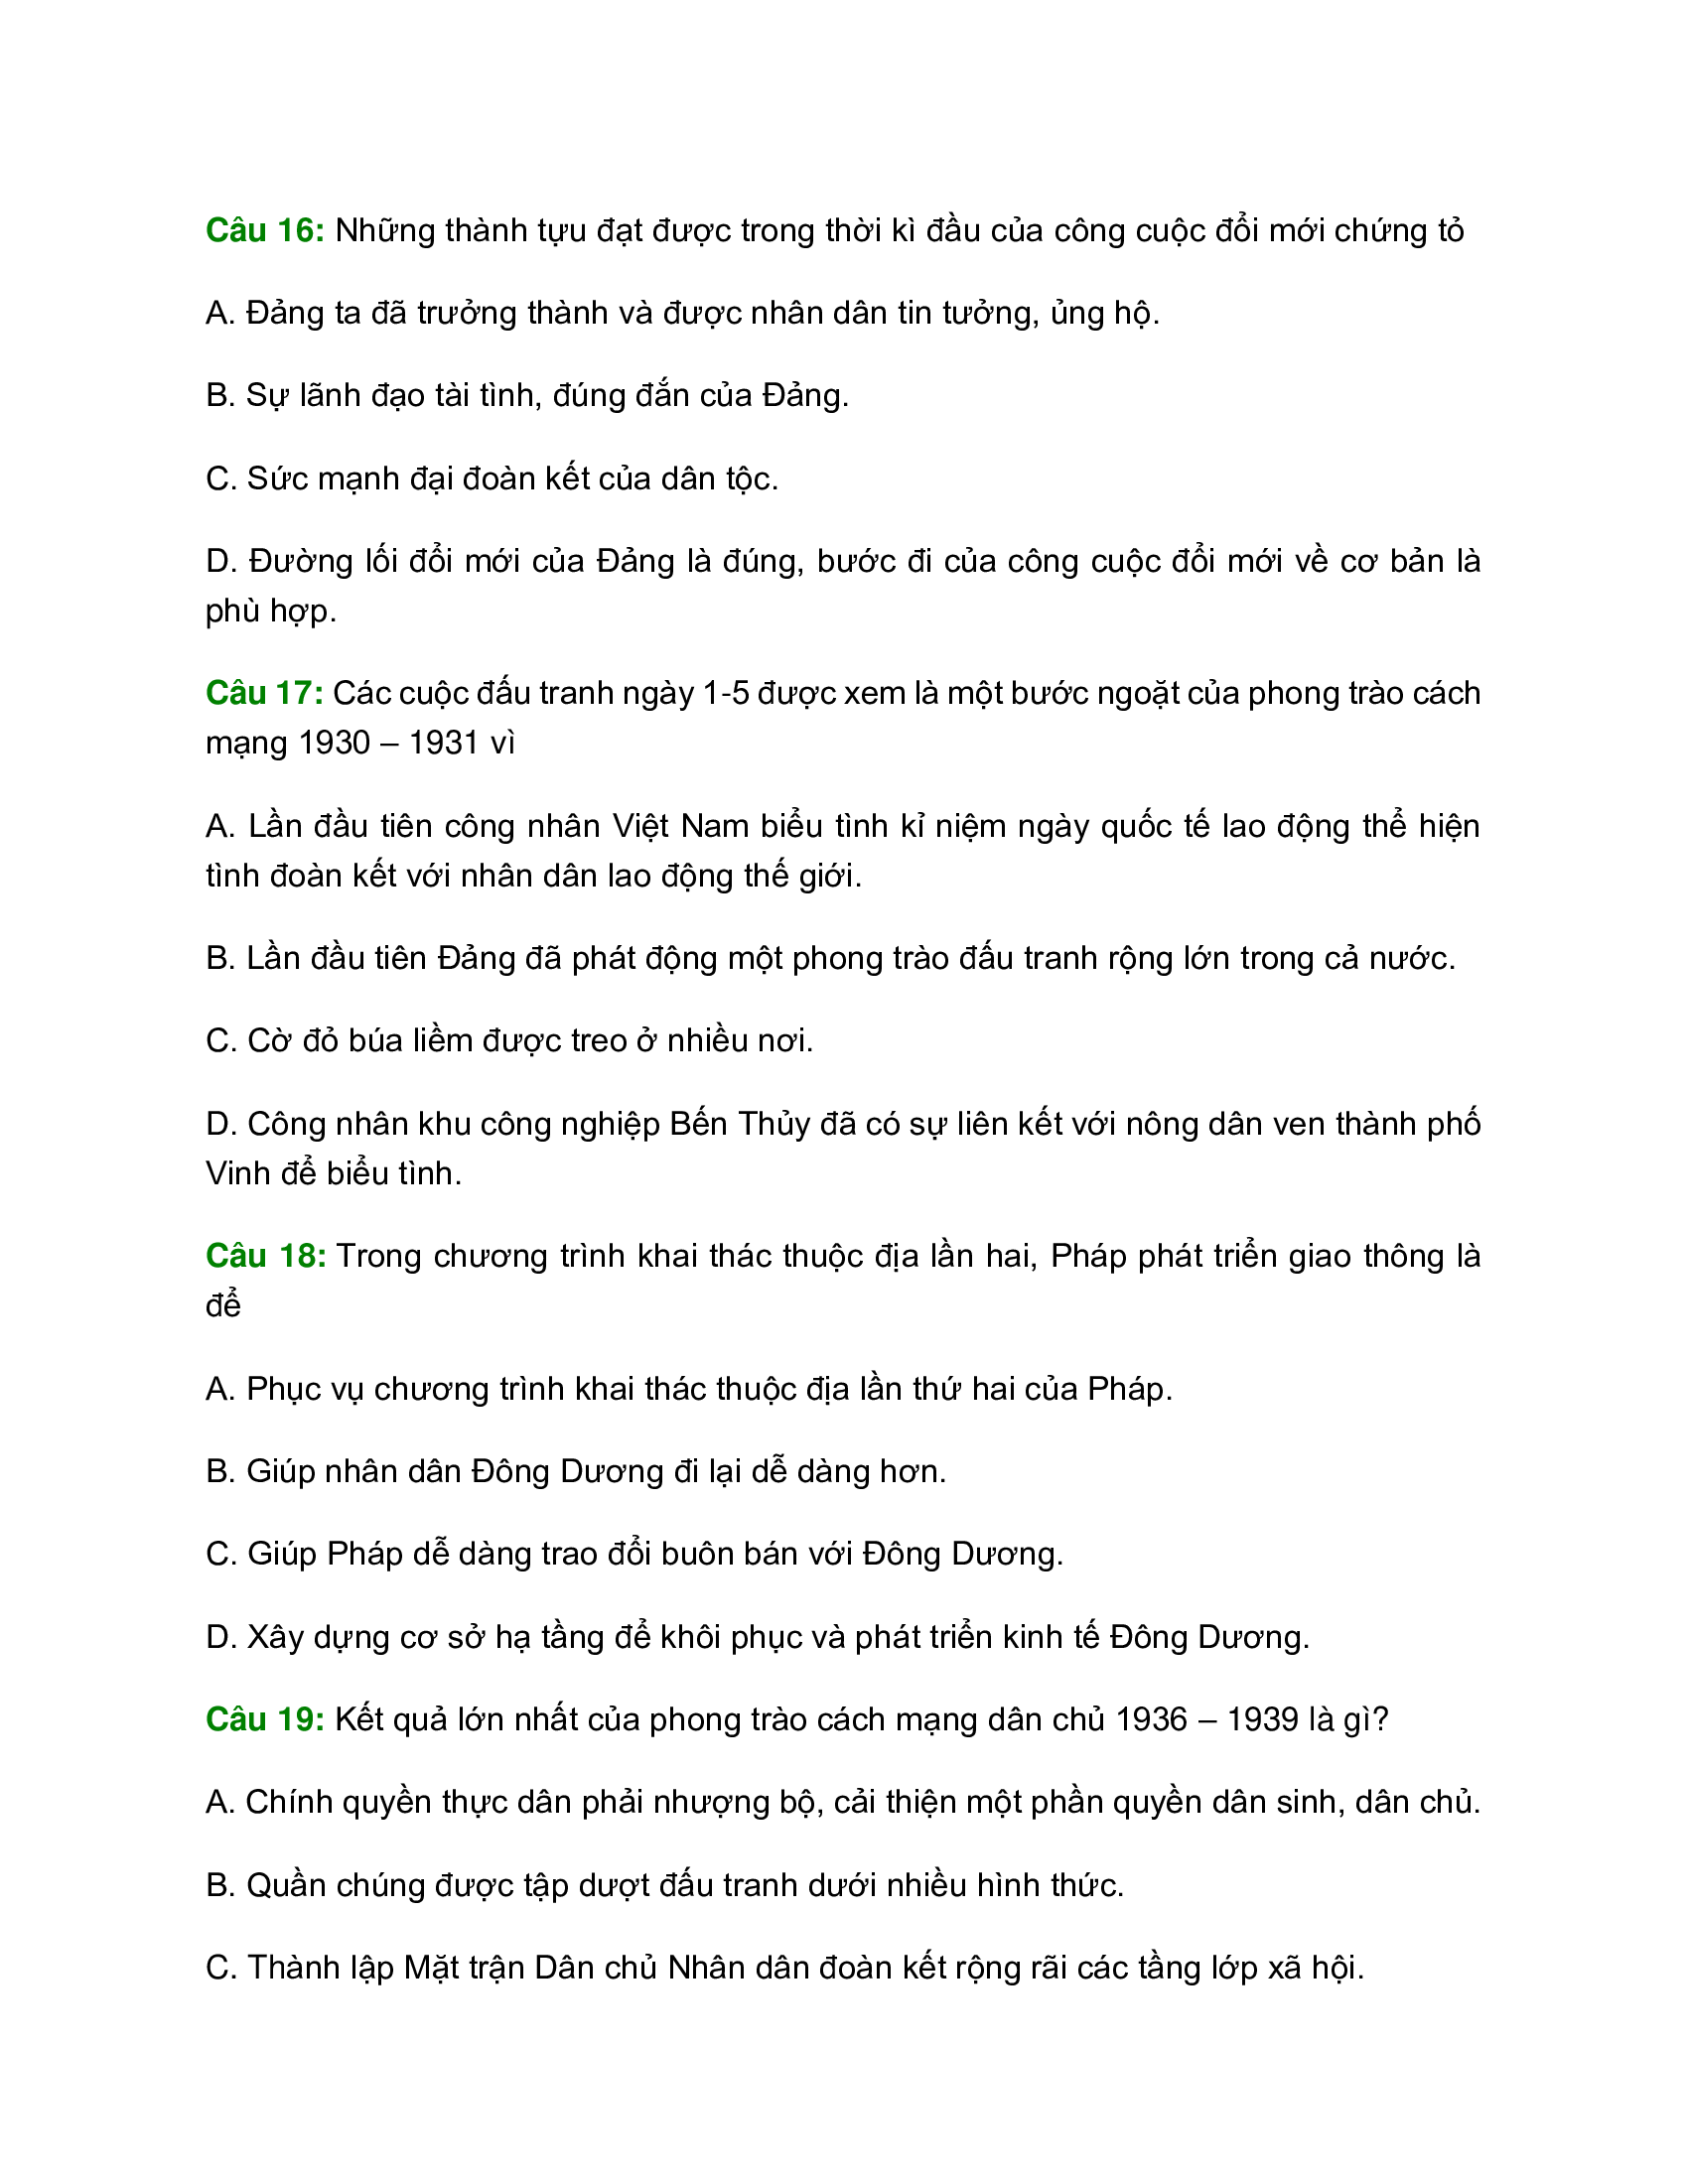 Câu 16: Những thành tựu đạt được trong thời kì đầu của công cuộc đổi mới chứng tỏ
A. Đảng ta đã trưởng thành và được nhân dân tin tưởng, ủng hộ.
B. Sự lãnh đạo tài tình, đúng đắn của Đảng.
C. Sức mạnh đại đoàn kết của dân tộc.
D. Đường lối đổi mới của Đảng là đúng, bước đi của công cuộc đổi mới về cơ bản là
phù hợp.
Câu 17: Các cuộc đấu tranh ngày 1-5 được xem là một bước ngoặt của phong trào cách
mạng 1930 – 1931 vì
A. Lần đầu tiên công nhân Việt Nam biểu tình kỉ niệm ngày quốc tế lao động thể hiện
tình đoàn kết với nhân dân lao động thế giới.
B. Lần đầu tiên Đảng đã phát động một phong trào đấu tranh rộng lớn trong cả nước.
C. Cờ đỏ búa liềm được treo ở nhiều nơi.
D. Công nhân khu công nghiệp Bến Thủy đã có sự liên kết với nông dân ven thành phố
Vinh để biểu tình.
Câu 18: Trong chương trình khai thác thuộc địa lần hai, Pháp phát triển giao thông là
để
A. Phục vụ chương trình khai thác thuộc địa lần thứ hai của Pháp.
B. Giúp nhân dân Đông Dương đi lại dễ dàng hơn.
C. Giúp Pháp dễ dàng trao đổi buôn bán với Đông Dương.
D. Xây dựng cơ sở hạ tầng để khôi phục và phát triển kinh tế Đông Dương.
Câu 19: Kết quả lớn nhất của phong trào cách mạng dân chủ 1936 – 1939 là gì?
A. Chính quyền thực dân phải nhượng bộ, cải thiện một phần quyền dân sinh, dân chủ.
B. Quần chúng được tập dượt đấu tranh dưới nhiều hình thức.
C. Thành lập Mặt trận Dân chủ Nhân dân đoàn kết rộng rãi các tầng lớp xã hội.